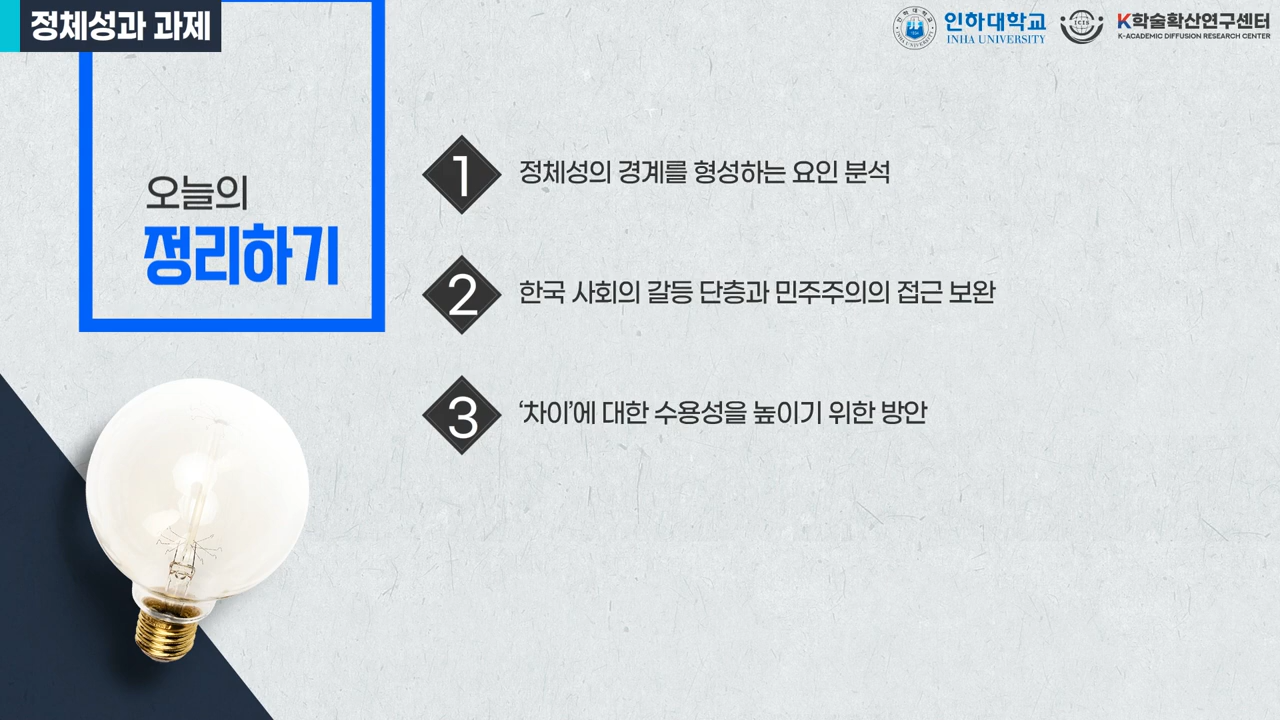 정체성과 과제
인하대학교
INHA UNIVERSITY
K학술확산연구센터
K-ACADEMIC DIFFUSION RESEARCH CENTER
오늘의
정리하기
1 정체성의 경계를 형성하는 요인 분석
2 한국 사회의 갈등 단층과 민주주의의 접근 보완
3 ‘차이’에 대한 수용성을 높이기 위한 방안